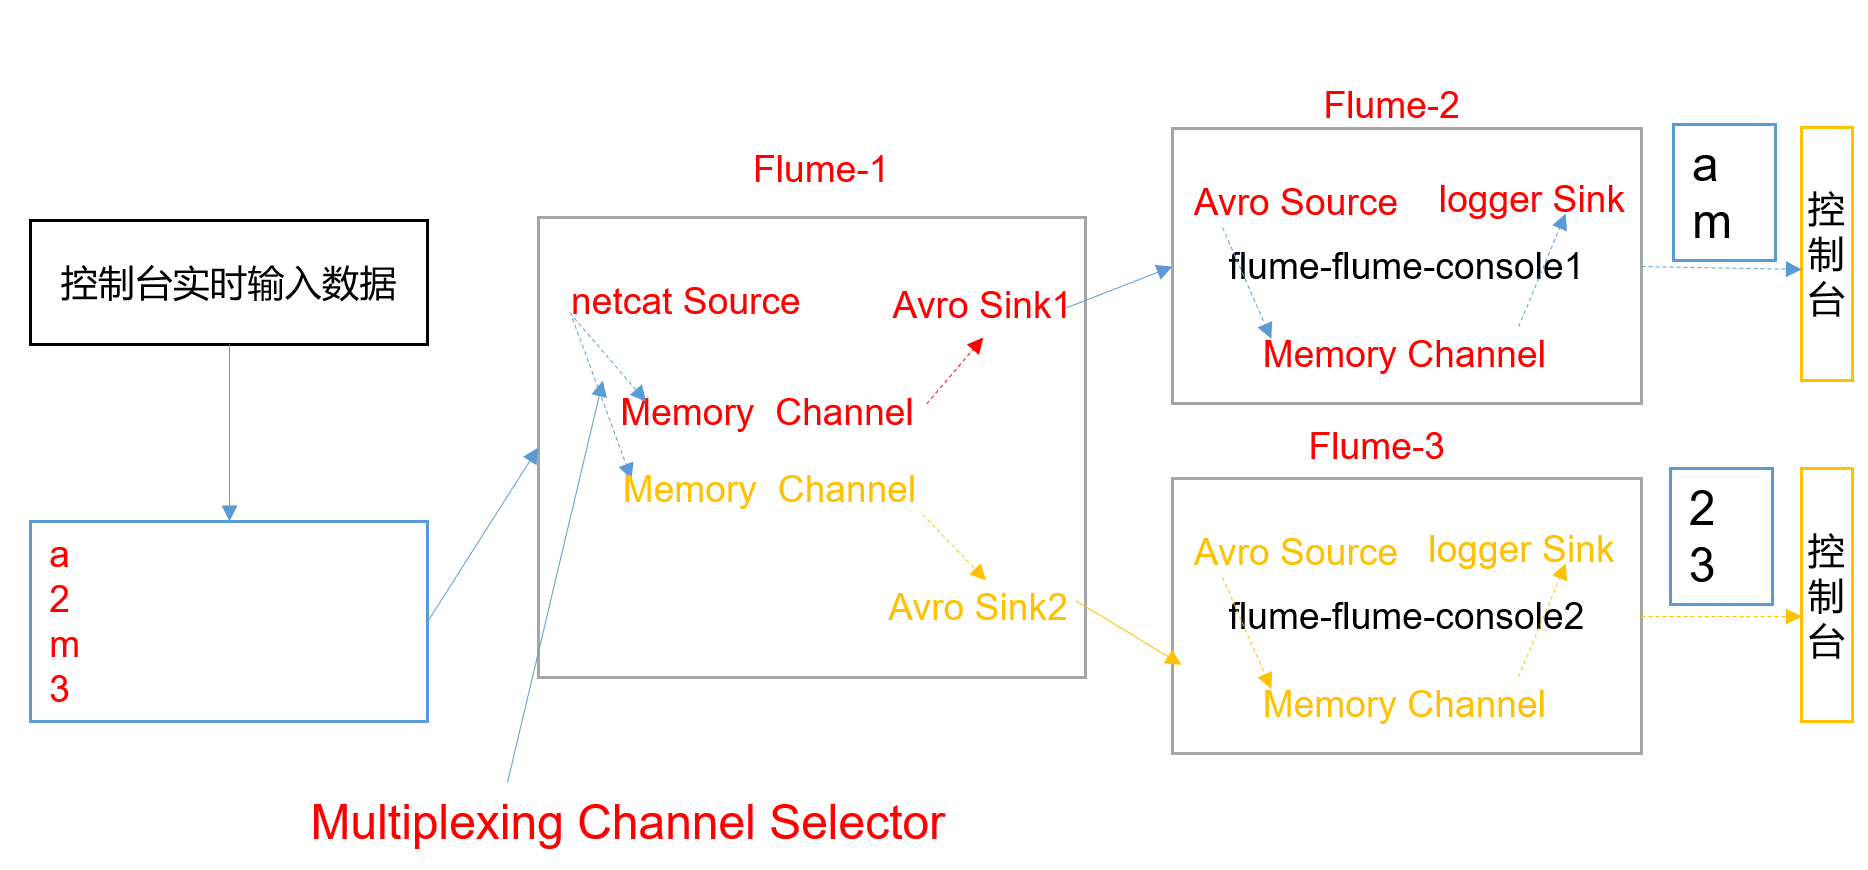 控制台实时输入数据
a
2
m
3
Multiplexing Channel Selector
Flume-1
netcat Source
Avro Sink1
Memory  Channel
Memory  Channel
Avro Sink2
Flume-2
Avro Source
logger Sink
flume-flume-console1
Memory Channel
a
m
控
制
台
Flume-3
Avro Source
logger Sink
flume-flume-console2
Memory Channel
2
3
控
制
台